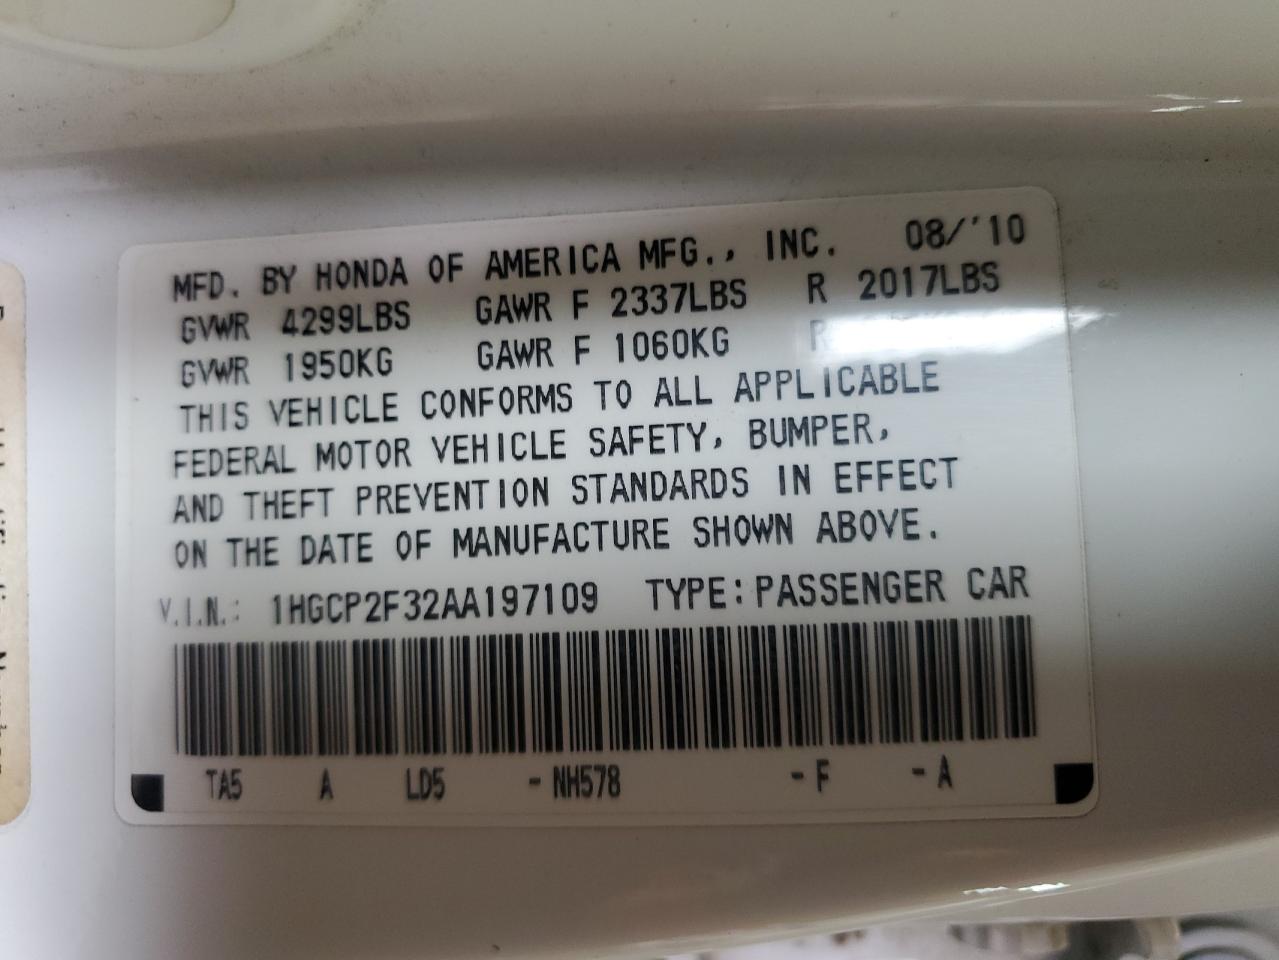 MFD. BY HONDA OF AMERICA MFG., INC. 08/'10
GVWR 4299LBS GAWR F 2337LBS R 2017LBS
GVWR 1950KG GAWR F 1060KG R
THIS VEHICLE CONFORMS TO ALL APPLICABLE
FEDERAL MOTOR VEHICLE SAFETY, BUMPER,
AND THEFT PREVENTION STANDARDS IN EFFECT
ON THE DATE OF MANUFACTURE SHOWN ABOVE.
V.I.N.: 1HGCP2F32AA197109 TYPE:PASSENGER CAR
TA5 A LD5 -NH578 -F -A